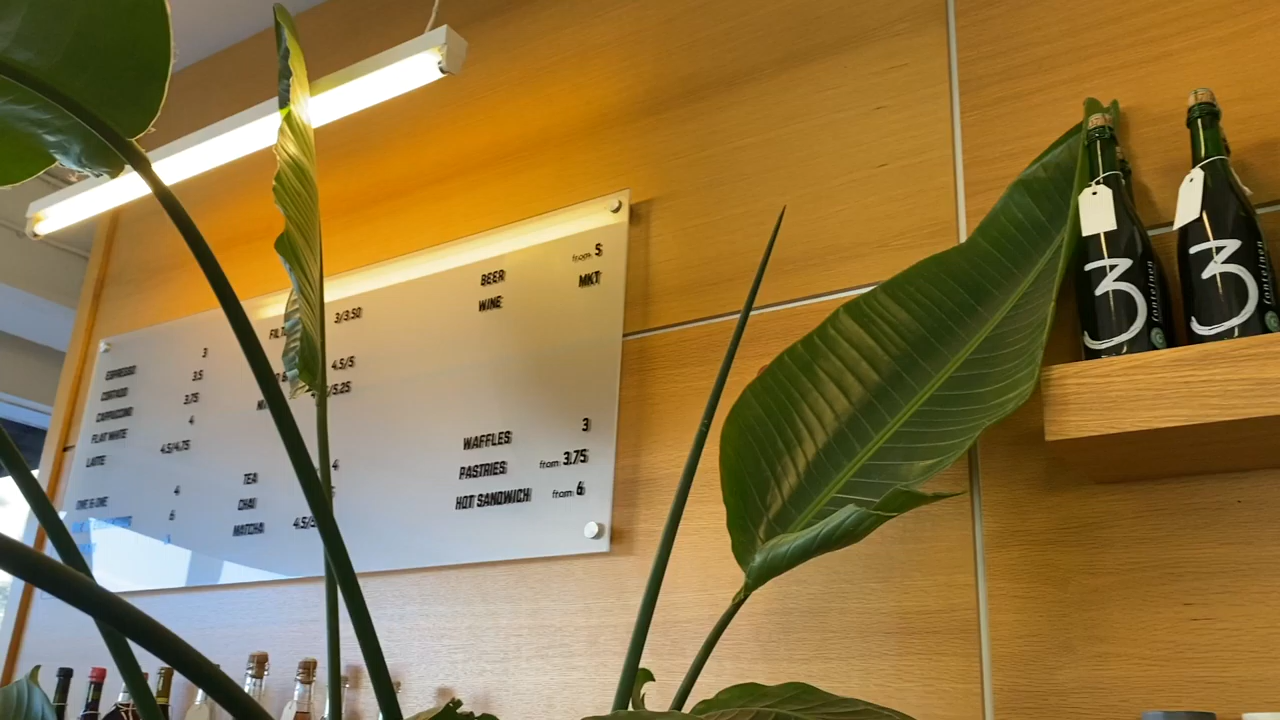 ESPRESSO 3
CORTADO 3.5
CAPPUCCINO 3.75
FLAT WHITE 4
LATTE 4.5/4.75
ONE & ONE 4
6
3/3.50
4.5/5
/5.25
TEA 4
CHAI
MATCHA 4.5/5
BEER from 5
WINE MKT
WAFFLES 3
PASTRIES from 3.75
HOT SANDWICH from 6
3 fonteinen
3 fonteinen